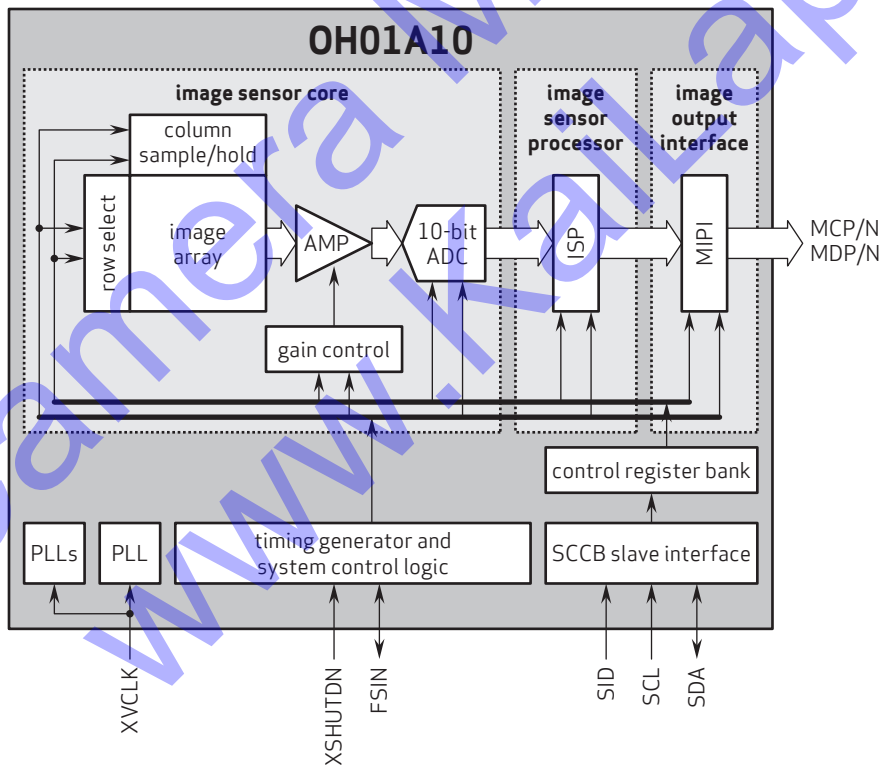 OH01A10
image sensor core
image
sensor
processor
image
output
interface
column
sample/hold
row select
image
array
AMP
10-bit
ADC
ISP
MIPI
MCP/N
MDP/N
gain control
control register bank
PLLs
PLL
timing generator and
system control logic
SCCB slave interface
XVCLK
XSHUTDN
FSIN
SID
SCL
SDA